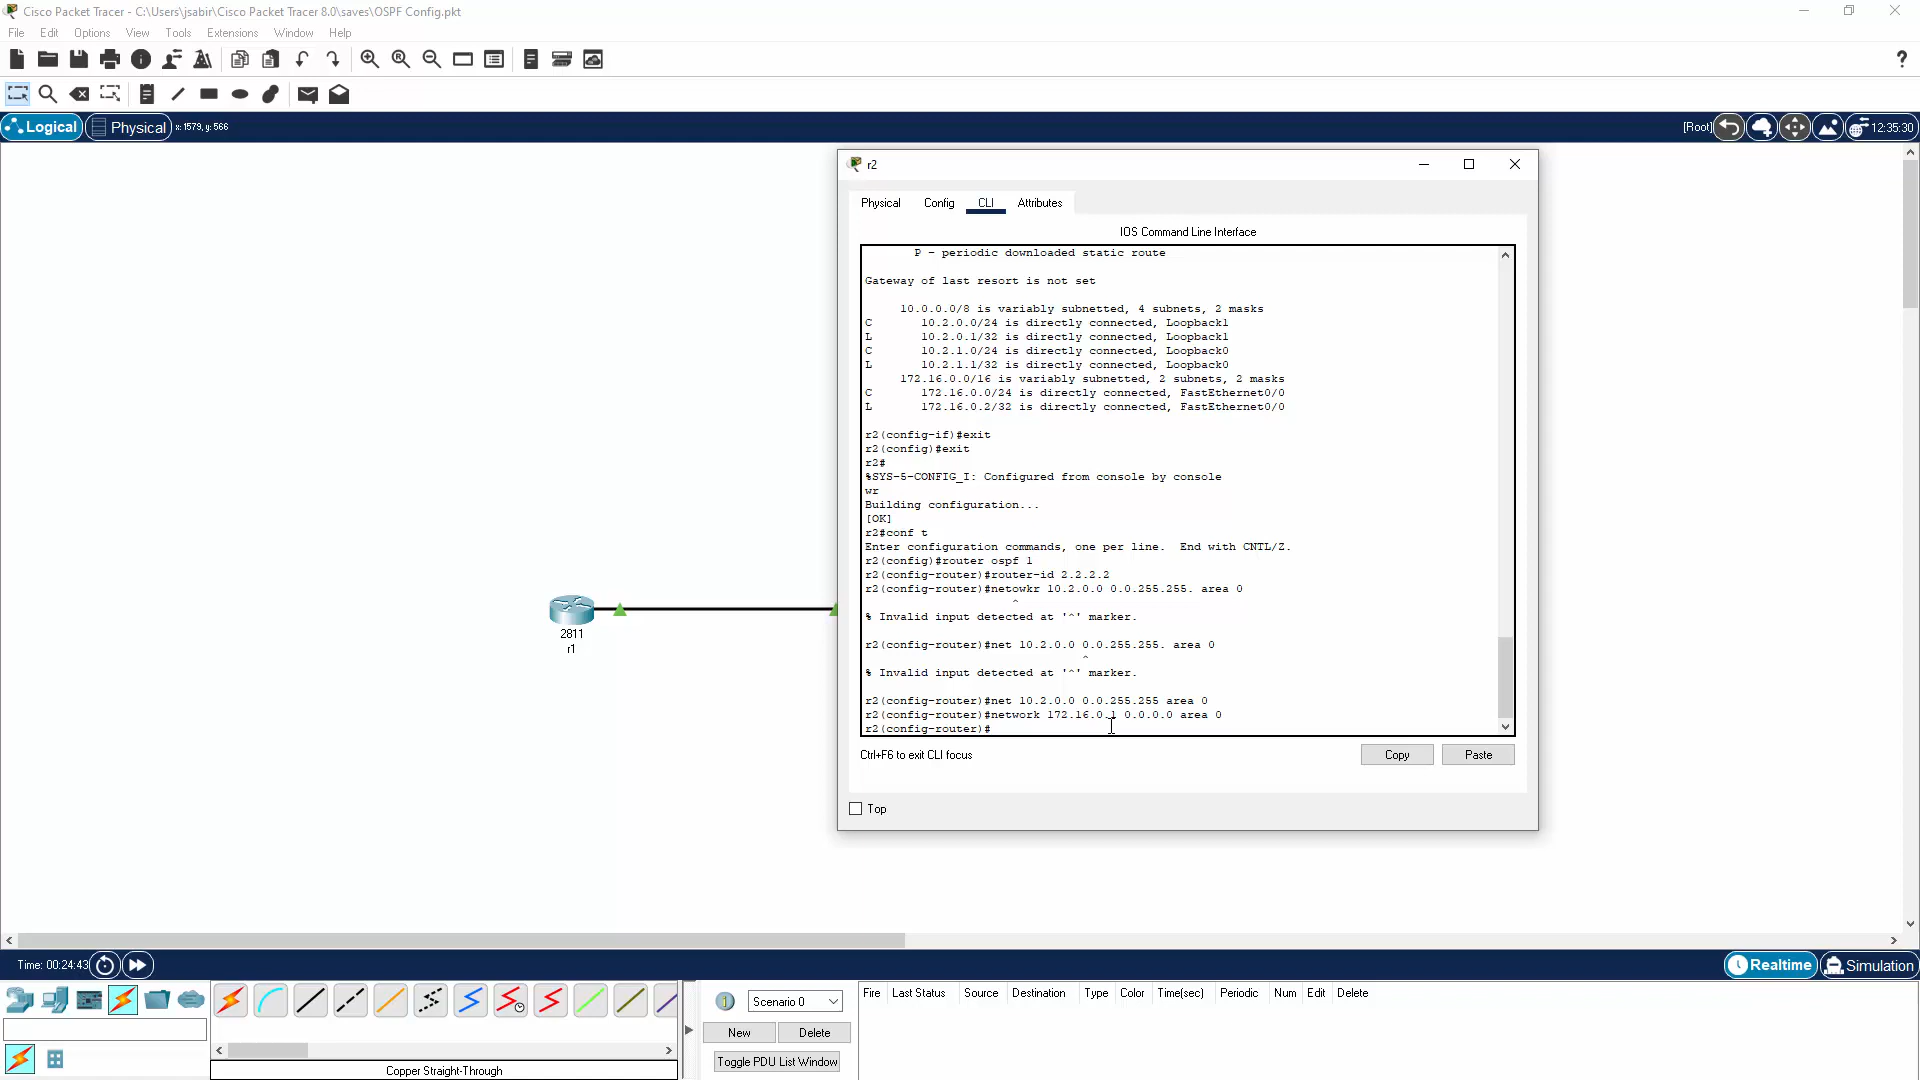 Cisco Packet Tracer - C:\Users\jsabir\Cisco Packet Tracer 8.0\saves\OSPF Config.pkt
File Edit Options View Tools Extensions Window Help
Logical Physical x: 1579, y: 566
[Root] 12:35:30
r2
Physical Config CLI Attributes
IOS Command Line Interface
P - periodic downloaded static route
Gateway of last resort is not set
10.0.0.0/8 is variably subnetted, 4 subnets, 2 masks
C 10.2.0.0/24 is directly connected, Loopback1
L 10.2.0.1/32 is directly connected, Loopback1
C 10.2.1.0/24 is directly connected, Loopback0
L 10.2.1.1/32 is directly connected, Loopback0
172.16.0.0/16 is variably subnetted, 2 subnets, 2 masks
C 172.16.0.0/24 is directly connected, FastEthernet0/0
L 172.16.0.2/32 is directly connected, FastEthernet0/0
r2(config-if)#exit
r2(config)#exit
r2#
%SYS-5-CONFIG_I: Configured from console by console
wr
Building configuration...
[OK]
r2#conf t
Enter configuration commands, one per line. End with CNTL/Z.
r2(config)#router ospf 1
r2(config-router)#router-id 2.2.2.2
r2(config-router)#netowkr 10.2.0.0 0.0.255.255. area 0
^
% Invalid input detected at '^' marker.
r2(config-router)#net 10.2.0.0 0.0.255.255. area 0
^
% Invalid input detected at '^' marker.
r2(config-router)#net 10.2.0.0 0.0.255.255 area 0
r2(config-router)#network 172.16.0.1 0.0.0.0 area 0
r2(config-router)#
Ctrl+F6 to exit CLI focus
Copy Paste
Top
2811
r1
Time: 00:24:43
Realtime Simulation
Scenario 0
New Delete
Toggle PDU List Window
Fire Last Status Source Destination Type Color Time(sec) Periodic Num Edit Delete
Copper Straight-Through